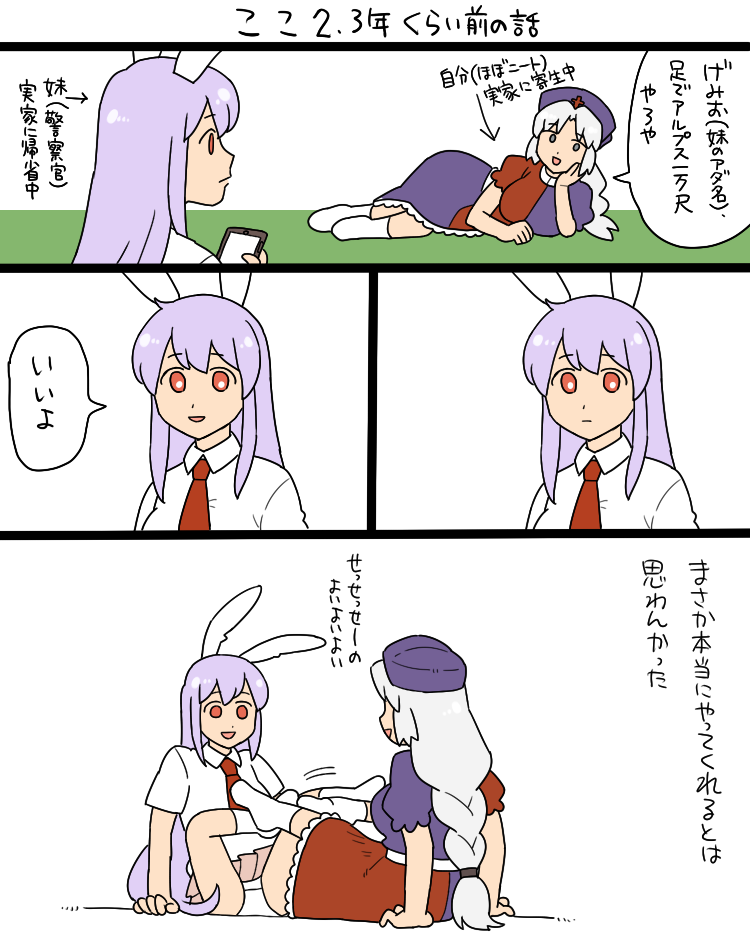 ここ2、3年くらい前の話
げみお(妹のアダ名)、
足でアルプス一万尺
やろや
自分(ほぼニート)
実家に寄生中
妹(警察官)
実家に帰省中
いいよ
まさか本当にやってくれるとは
思わんかった
せっせっせーの
よいよいよい